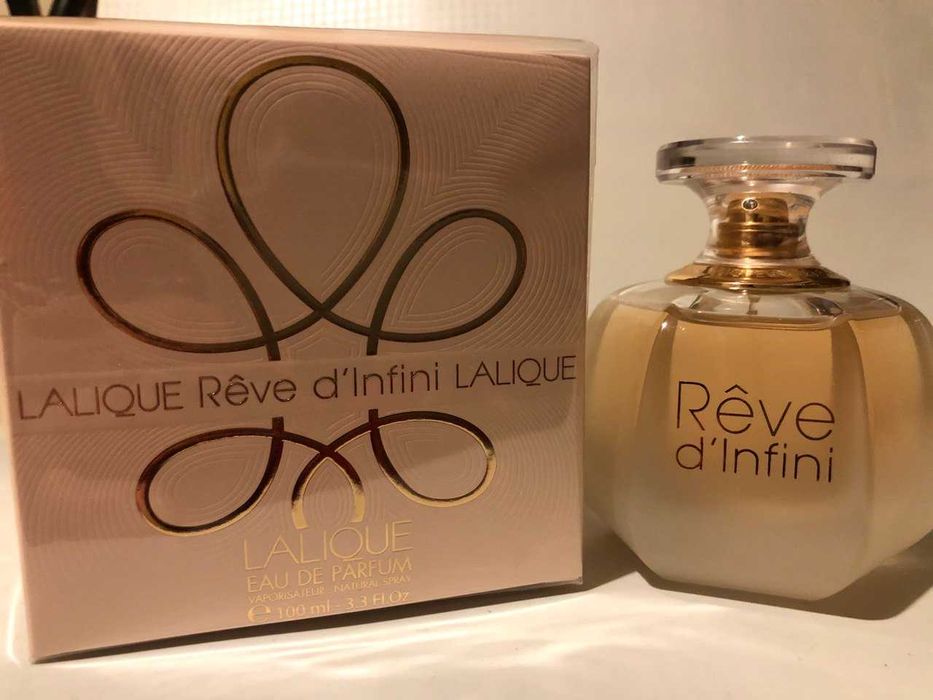 LALIQUE Rêve d'Infini LALIQUE
LALIQUE
EAU DE PARFUM
VAPORISATEUR - NATURAL SPRAY
e 100 ml - 3.3 Fl.Oz
Rêve
d'Infini